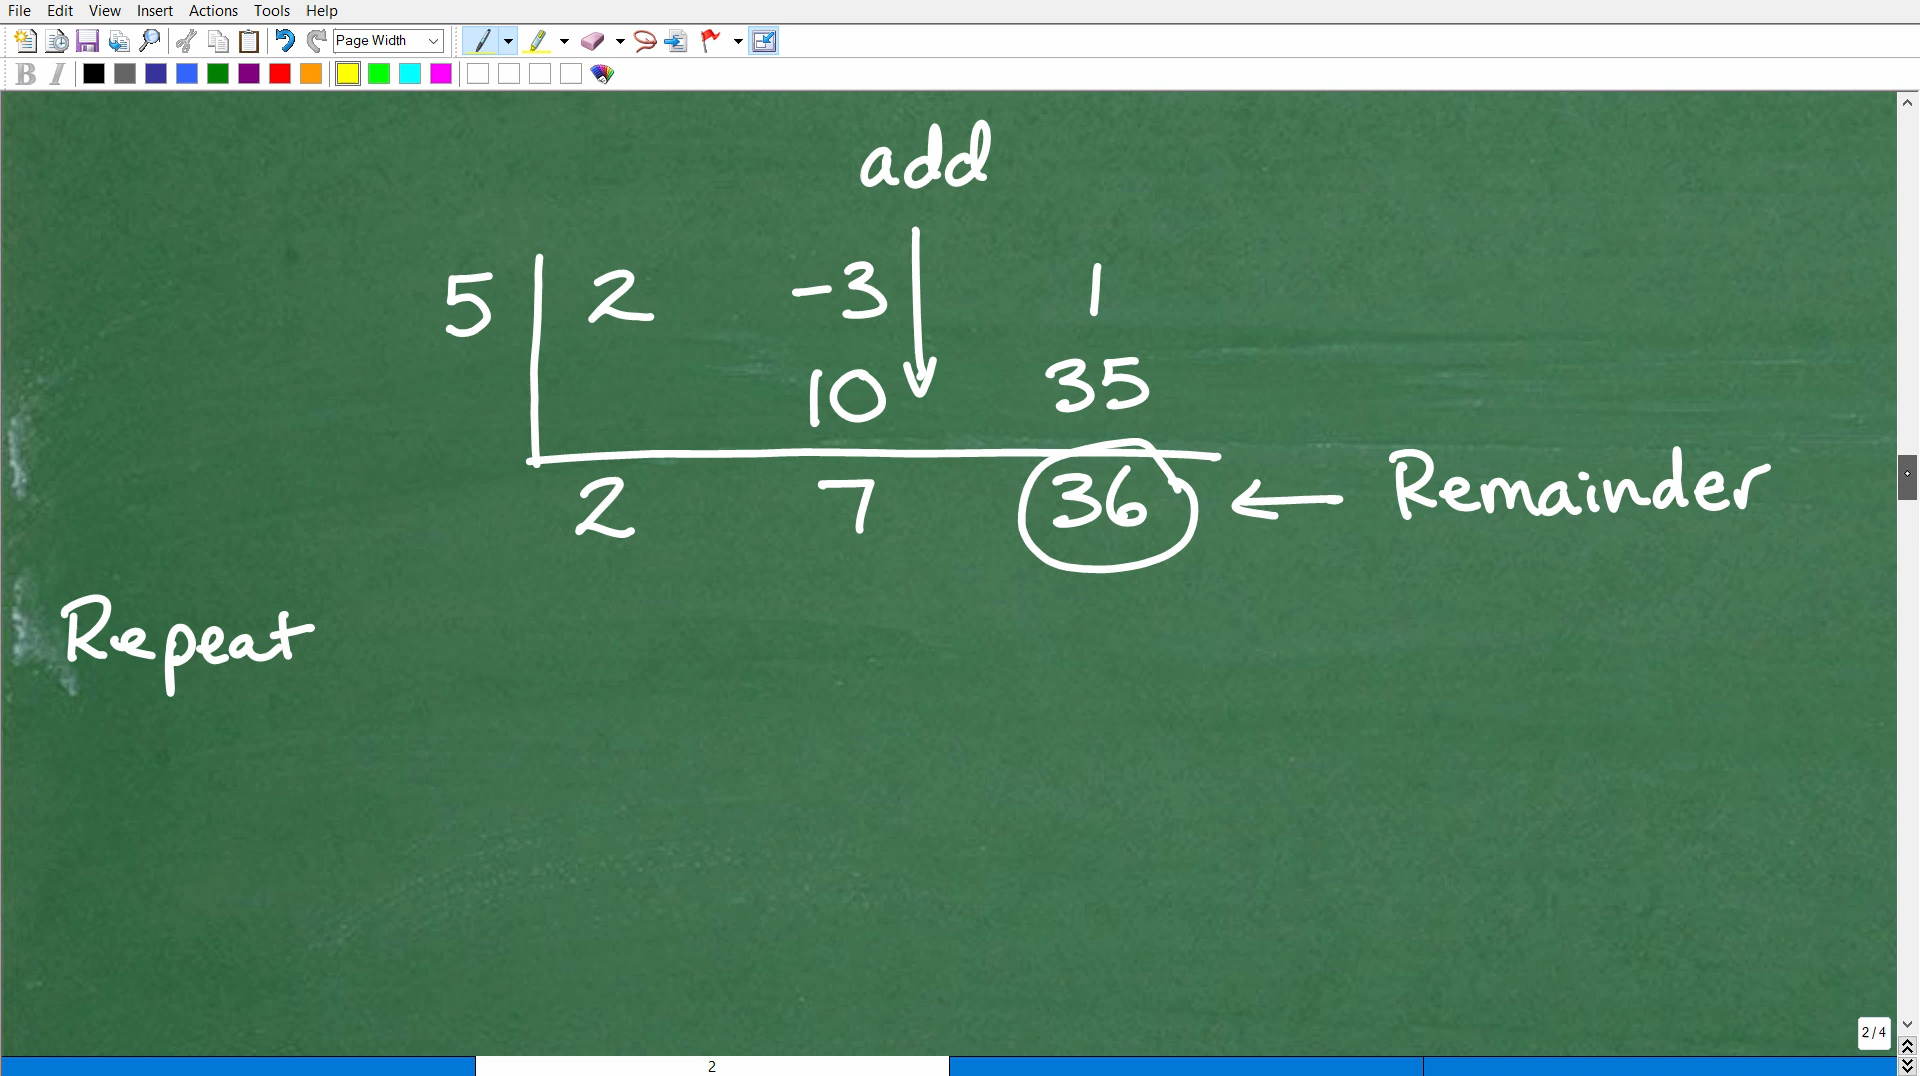 File Edit View Insert Actions Tools Help
Page Width
B I
add
5 2 -3 1
10 35
2 7 36 ← Remainder
Repeat
2 / 4
2